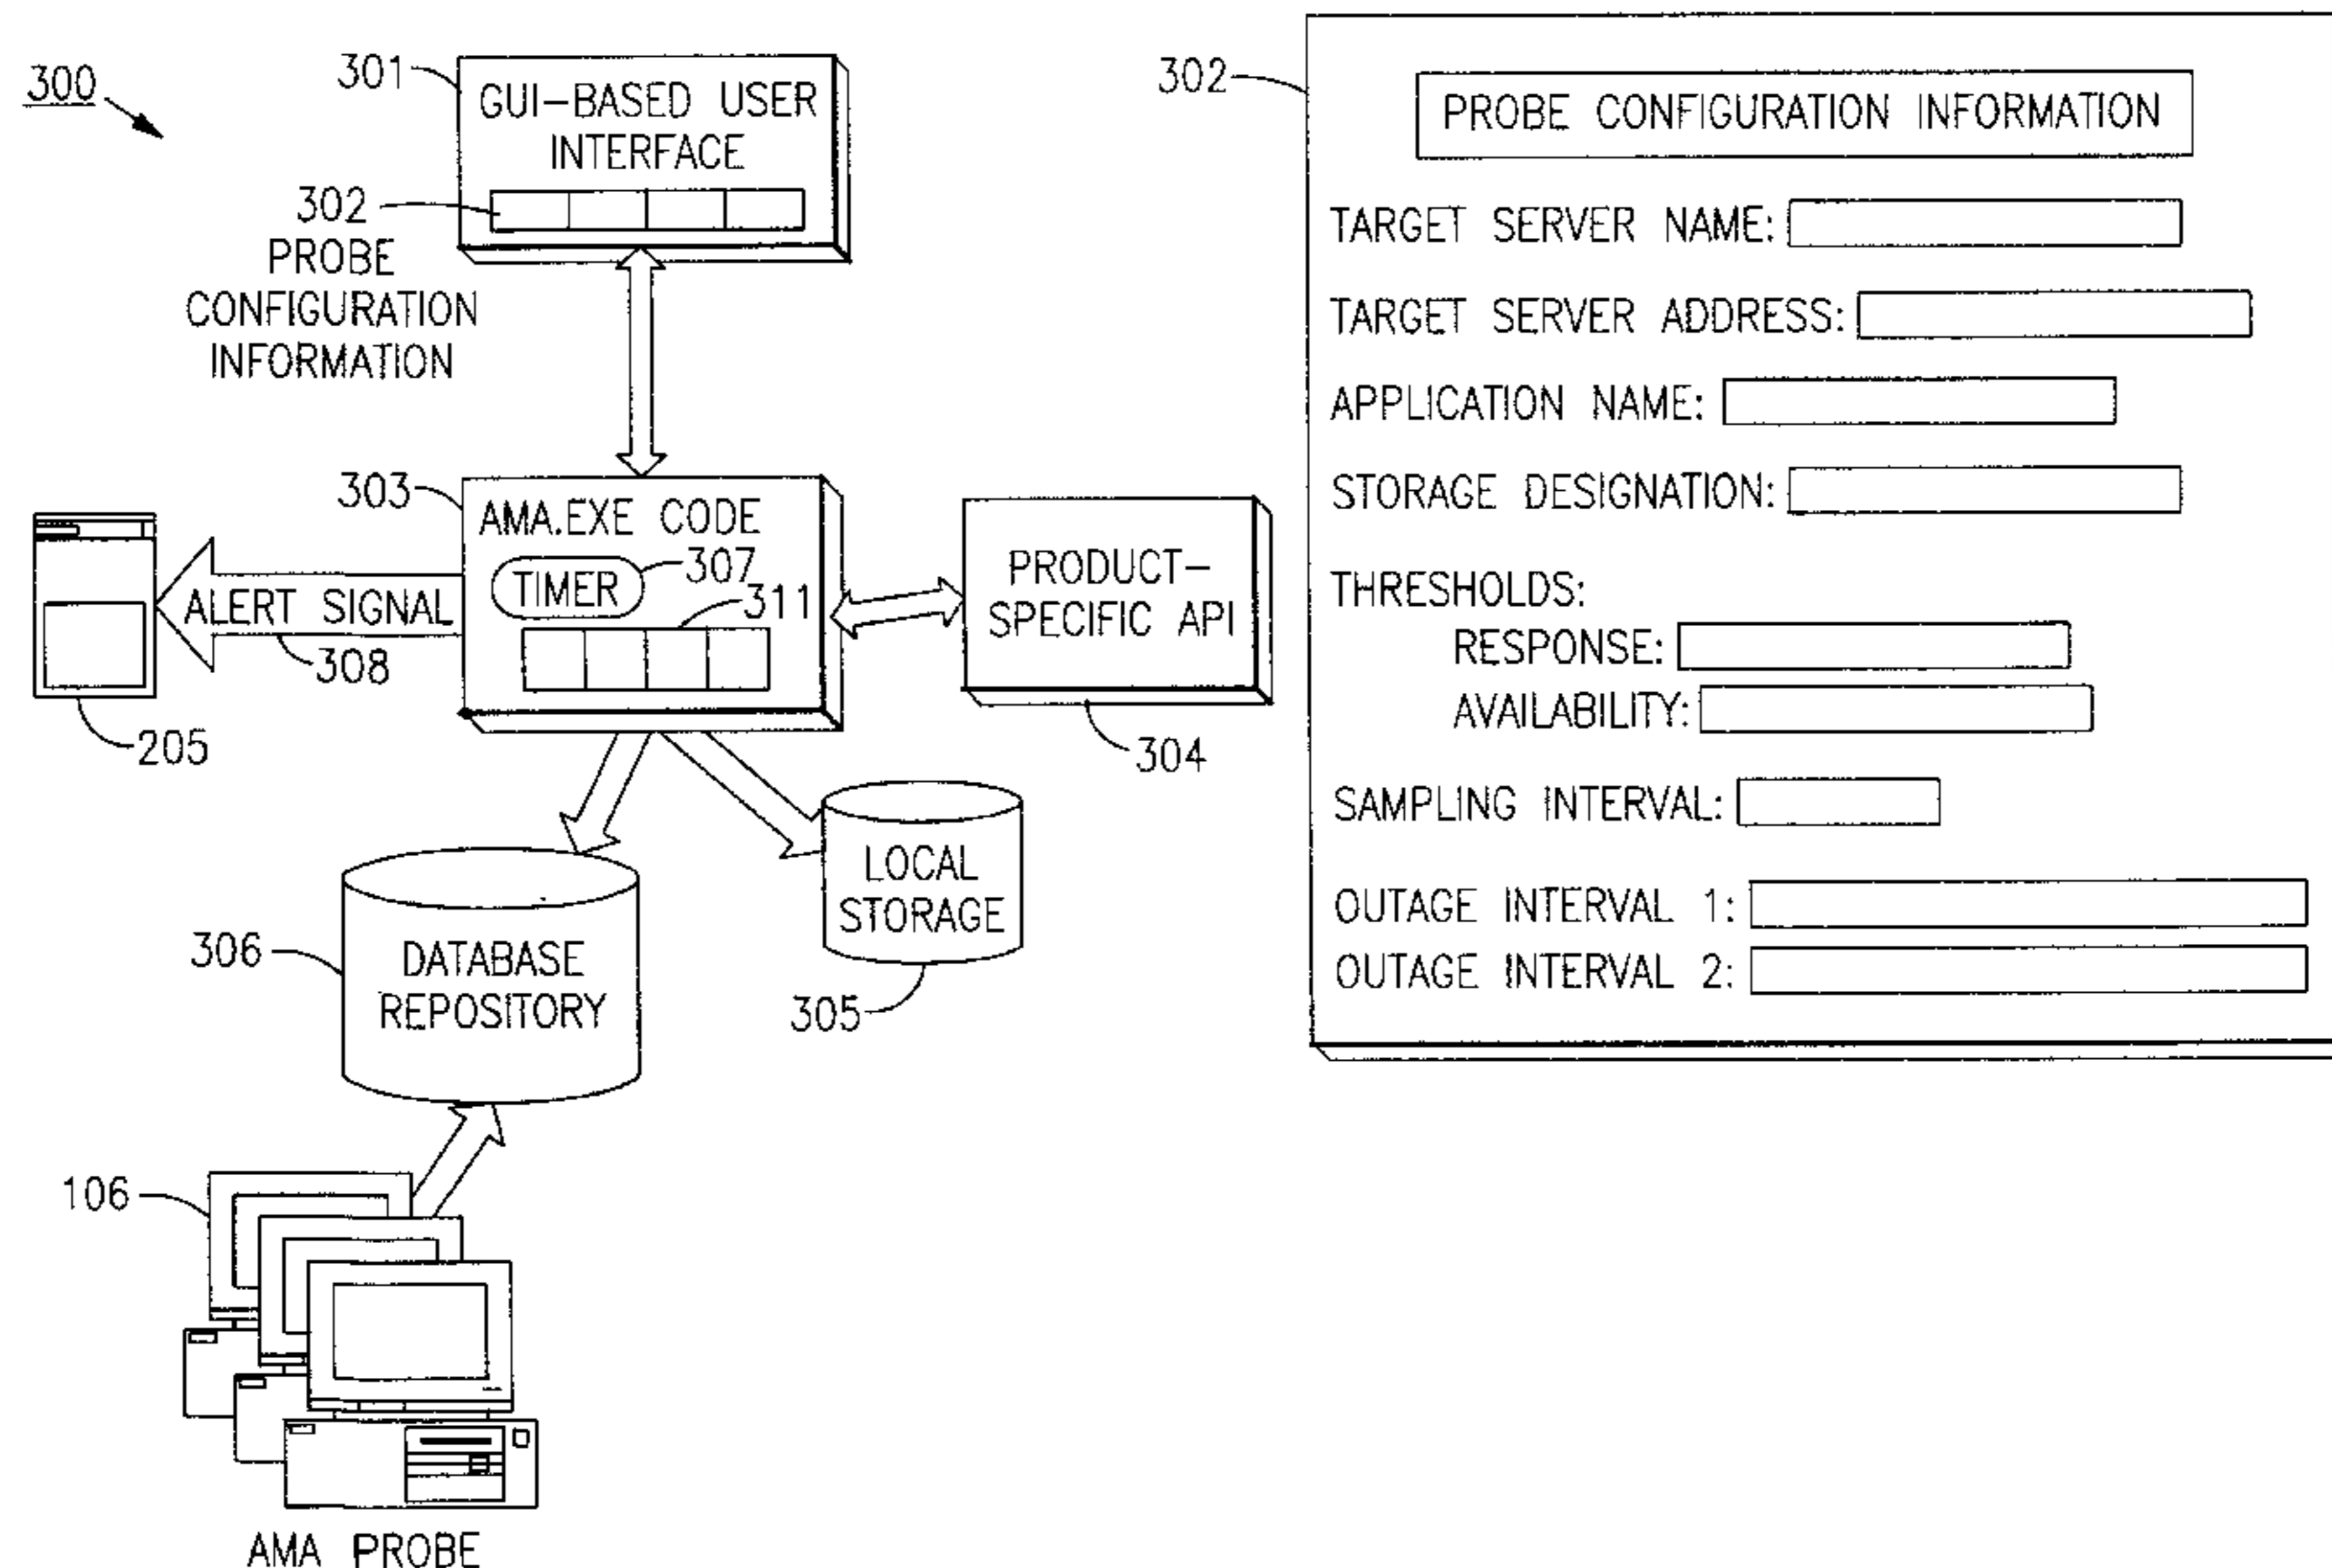 300
301
GUI-BASED USER
INTERFACE
302
PROBE
CONFIGURATION
INFORMATION
303
AMA.EXE CODE
TIMER
307
311
ALERT SIGNAL
308
205
PRODUCT-
SPECIFIC API
304
LOCAL
STORAGE
305
306
DATABASE
REPOSITORY
106
AMA PROBE
302
PROBE CONFIGURATION INFORMATION
TARGET SERVER NAME:
TARGET SERVER ADDRESS:
APPLICATION NAME:
STORAGE DESIGNATION:
THRESHOLDS:
RESPONSE:
AVAILABILITY:
SAMPLING INTERVAL:
OUTAGE INTERVAL 1:
OUTAGE INTERVAL 2: